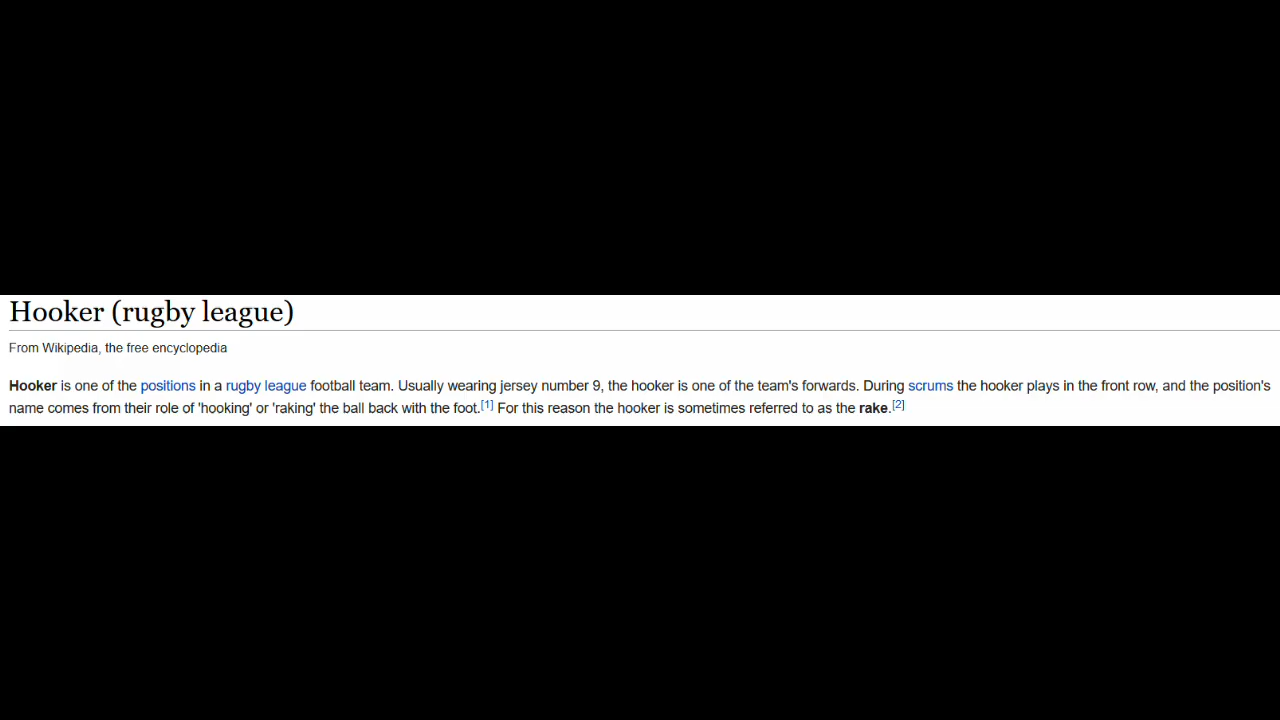 Hooker (rugby league)
From Wikipedia, the free encyclopedia
Hooker is one of the positions in a rugby league football team. Usually wearing jersey number 9, the hooker is one of the team's forwards. During scrums the hooker plays in the front row, and the position's
name comes from their role of 'hooking' or 'raking' the ball back with the foot.[1] For this reason the hooker is sometimes referred to as the rake.[2]